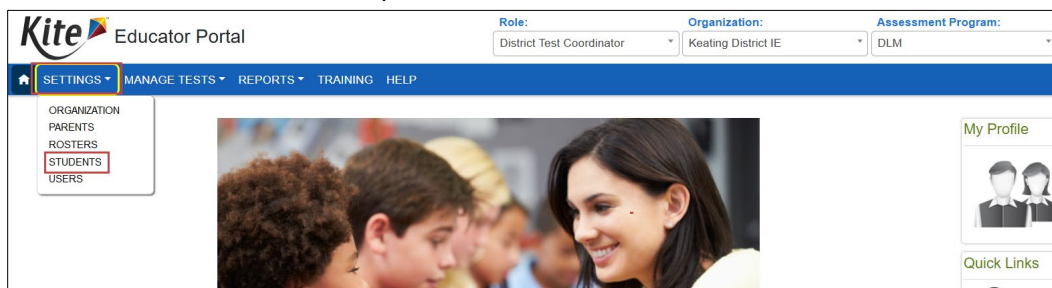 Kite Educator Portal
Role: Organization: Assessment Program:
District Test Coordinator Keating District IE DLM
SETTINGS MANAGE TESTS REPORTS TRAINING HELP
ORGANIZATION
PARENTS
ROSTERS
STUDENTS
USERS
My Profile
Quick Links